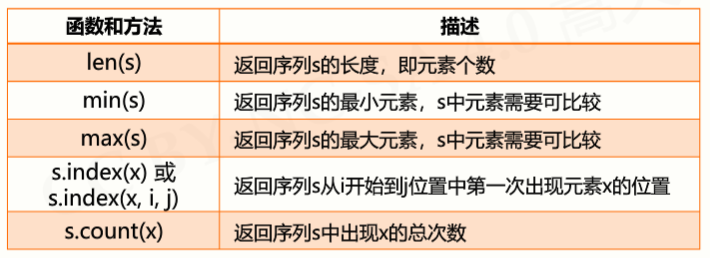 函数和方法 描述
len(s) 返回序列s的长度，即元素个数
min(s) 返回序列s的最小元素，s中元素需要可比较
max(s) 返回序列s的最大元素，s中元素需要可比较
s.index(x) 或
s.index(x, i, j) 返回序列s从i开始到j位置中第一次出现元素x的位置
s.count(x) 返回序列s中出现x的总次数